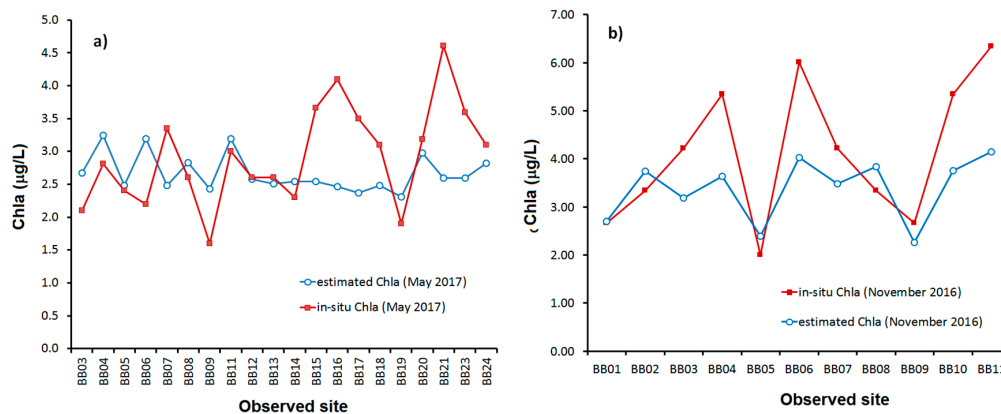 a)
Chla (µg/L)
5.0
4.5
4.0
3.5
3.0
2.5
2.0
1.5
1.0
0.5
0.0
estimated Chla (May 2017)
in-situ Chla (May 2017)
BB03
BB04
BB05
BB06
BB07
BB08
BB09
BB11
BB12
BB13
BB14
BB15
BB16
BB17
BB18
BB19
BB20
BB21
BB23
BB24
Observed site
b)
Chla (µg/L)
7.00
6.00
5.00
4.00
3.00
2.00
1.00
0.00
in-situ Chla (November 2016)
estimated Chla (November 2016)
BB01 BB02 BB03 BB04 BB05 BB06 BB07 BB08 BB09 BB10 BB11
Observed site